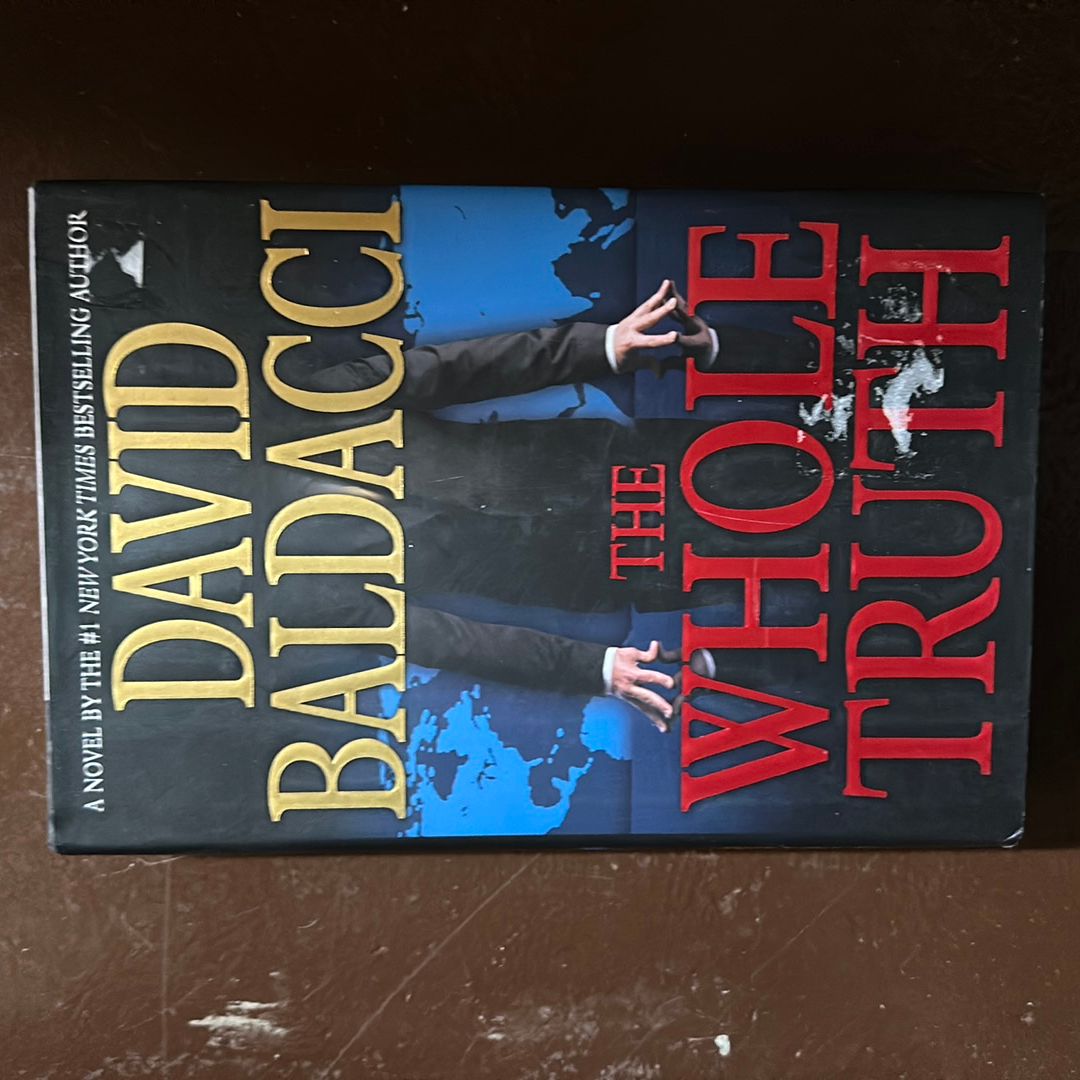 A NOVEL BY THE #1 NEW YORK TIMES BESTSELLING AUTHOR
DAVID
BALDACCI
THE
WHOLE
TRUTH